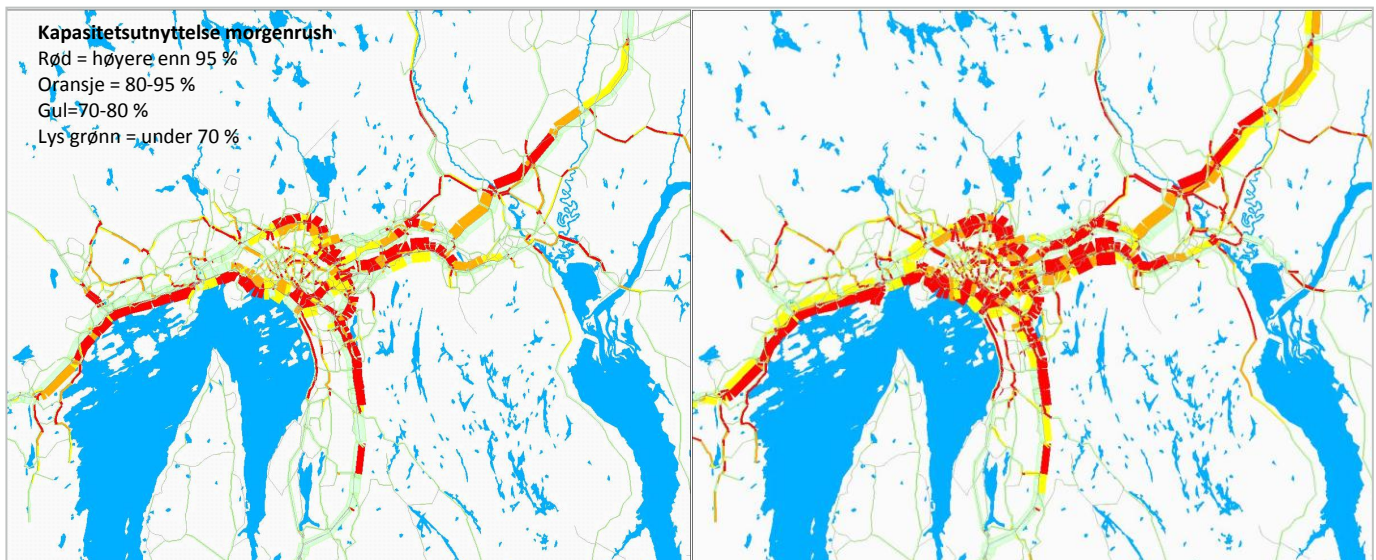 Kapasitetsutnyttelse morgenrush
Rød = høyere enn 95 %
Oransje = 80-95 %
Gul=70-80 %
Lys grønn = under 70 %